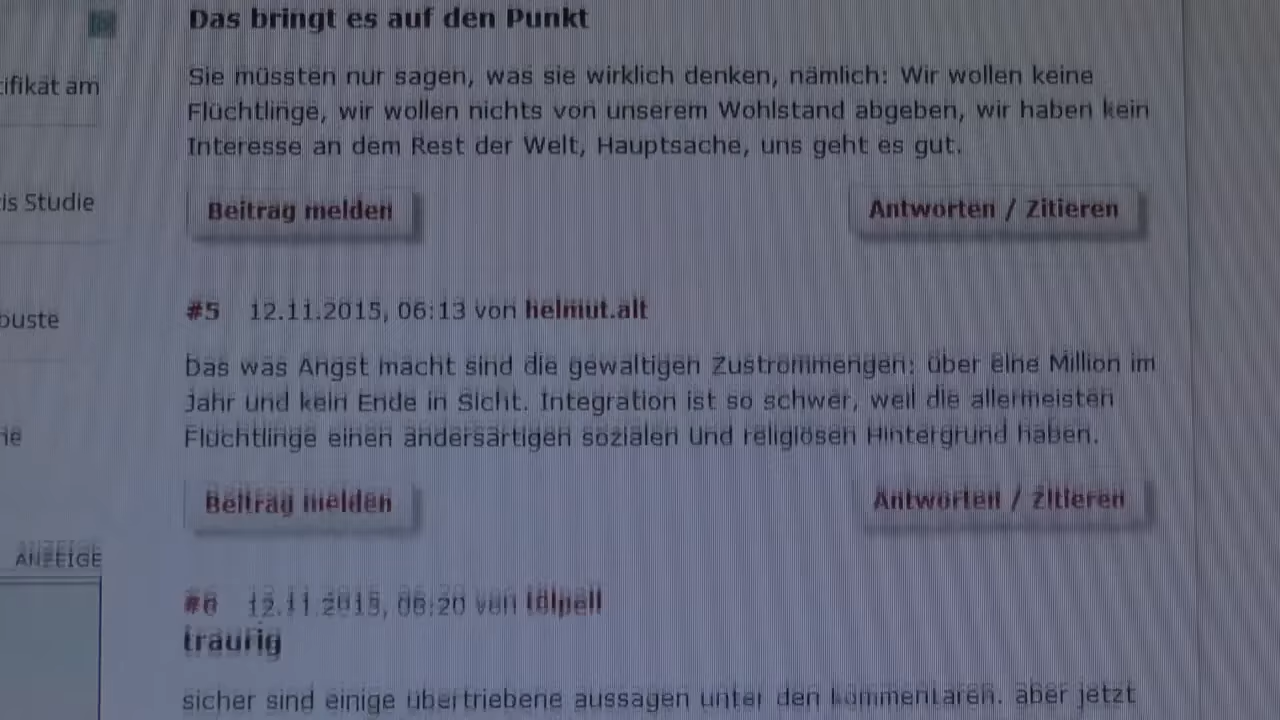 Das bringt es auf den Punkt
ifikat am
Sie müssten nur sagen, was sie wirklich denken, nämlich: Wir wollen keine
Flüchtlinge, wir wollen nichts von unserem Wohlstand abgeben, wir haben kein
Interesse an dem Rest der Welt, Hauptsache, uns geht es gut.
is Studie
Beitrag melden
Antworten / Zitieren
#5 12.11.2015, 06:13 von helmut.alt
Das was Angst macht sind die gewaltigen Zustrommengen: über eine Million im
Jahr und kein Ende in Sicht. Integration ist so schwer, weil die allermeisten
Flüchtlinge einen andersartigen sozialen und religiösen Hintergrund haben.
Beitrag melden
Antworten / Zitieren
ANZEIGE
#6 12.11.2015, 06:20 von
traurig
sicher sind einige übertriebene aussagen unter den kommentaren. aber jetzt